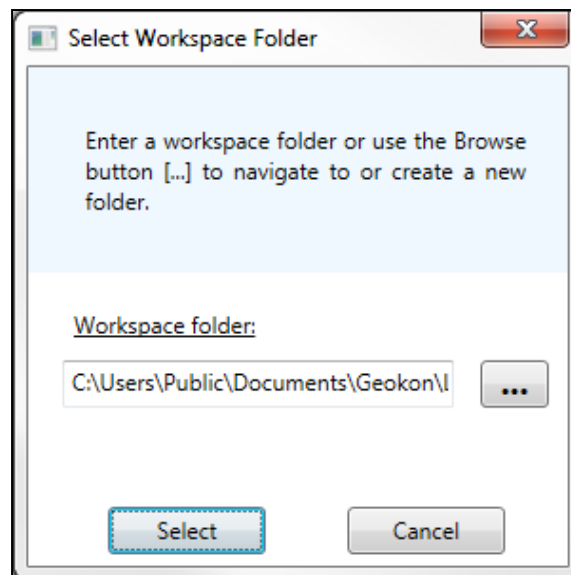 Select Workspace Folder
Enter a workspace folder or use the Browse
button [...] to navigate to or create a new
folder.
Workspace folder:
C:\Users\Public\Documents\Geokon\
...
Select
Cancel